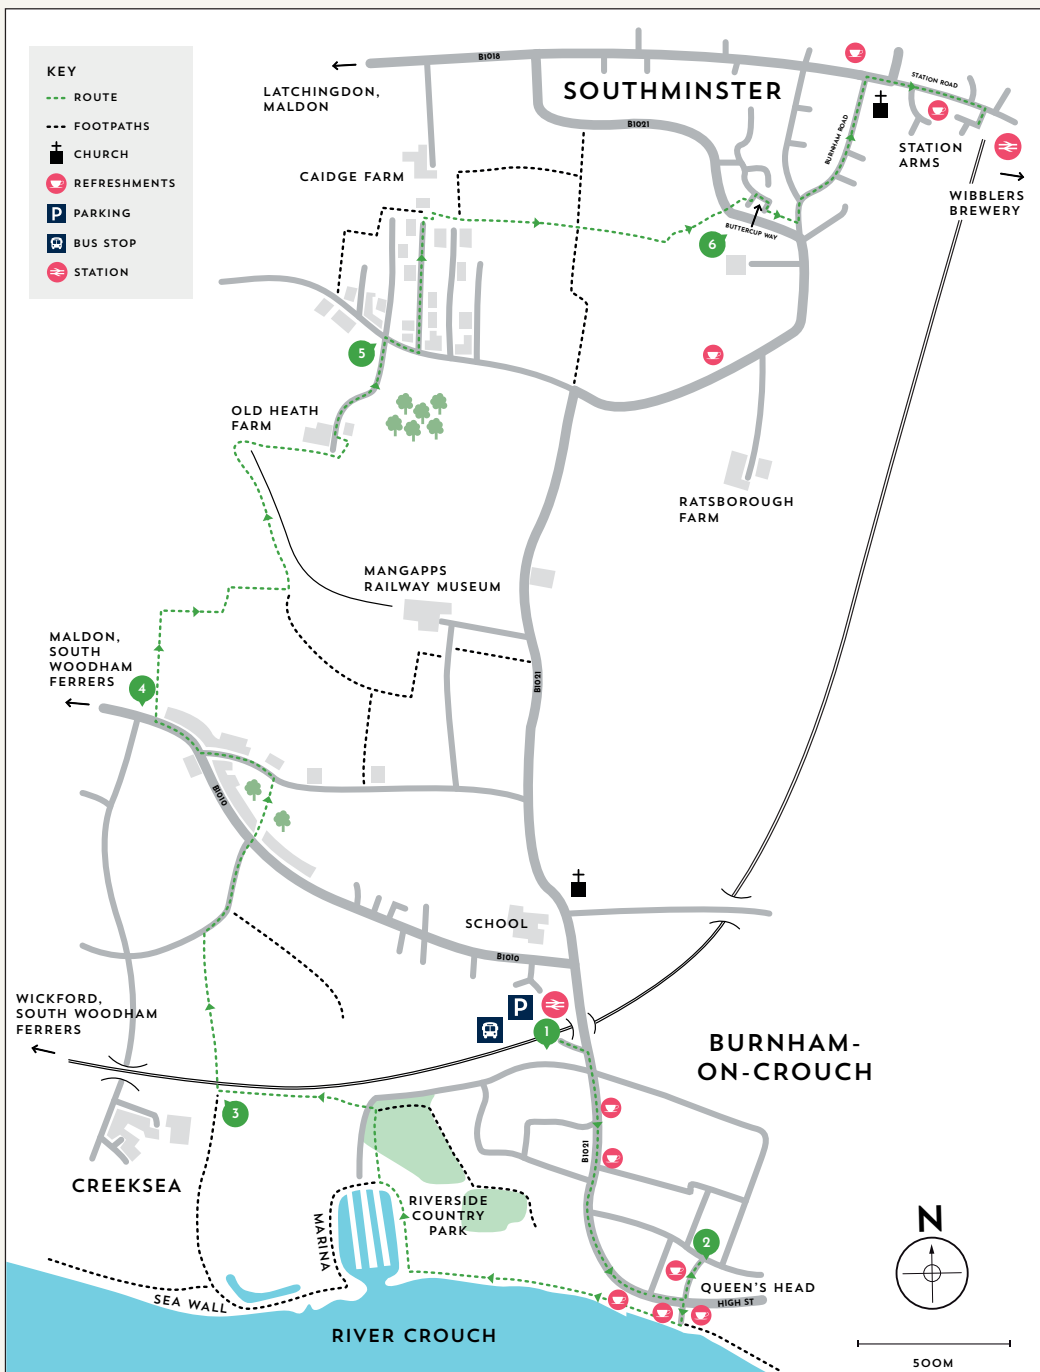 KEY
ROUTE
FOOTPATHS
CHURCH
REFRESHMENTS
P
PARKING
BUS STOP
STATION
B1018
LATCHINGDON,
MALDON
SOUTHMINSTER
B1021
STATION ROAD
BURNHAM ROAD
STATION
ARMS
WIBBLERS
BREWERY
CAIDGE FARM
BUTTERCUP WAY
6
5
OLD HEATH
FARM
RATSBOROUGH
FARM
MANGAPPS
RAILWAY MUSEUM
MALDON,
SOUTH
WOODHAM
FERRERS
4
B1021
B1010
SCHOOL
B1010
WICKFORD,
SOUTH WOODHAM
FERRERS
P
1
BURNHAM-
ON-CROUCH
3
B1021
CREEKSEA
RIVERSIDE
COUNTRY
PARK
MARINA
2
QUEEN'S HEAD
HIGH ST
SEA WALL
RIVER CROUCH
N
500M